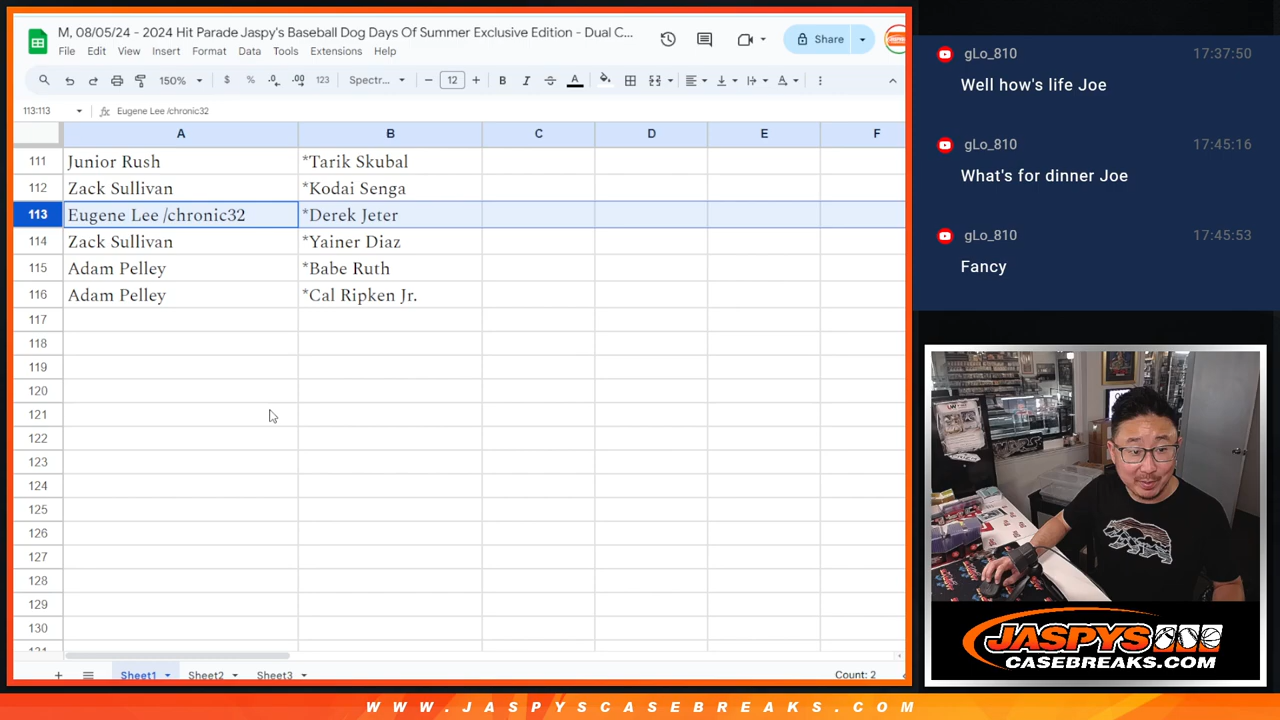 M, 08/05/24 - 2024 Hit Parade Jaspy's Baseball Dog Days Of Summer Exclusive Edition - Dual C...
File Edit View Insert Format Data Tools Extensions Help
Share
150% $ % .0 .00 123 Spectr... − 12 + B I A
113:113 fx Eugene Lee /chronic32
A B C D E F
111 Junior Rush *Tarik Skubal
112 Zack Sullivan *Kodai Senga
113 Eugene Lee /chronic32 *Derek Jeter
114 Zack Sullivan *Yainer Diaz
115 Adam Pelley *Babe Ruth
116 Adam Pelley *Cal Ripken Jr.
117
118
119
120
121
122
123
124
125
126
127
128
129
130
131
+ Sheet1 Sheet2 Sheet3 Count: 2
gLo_810 17:37:50
Well how's life Joe
gLo_810 17:45:16
What's for dinner Joe
gLo_810 17:45:53
Fancy
JASPYS
CASEBREAKS.COM
WWW.JASPYSCASEBREAKS.COM